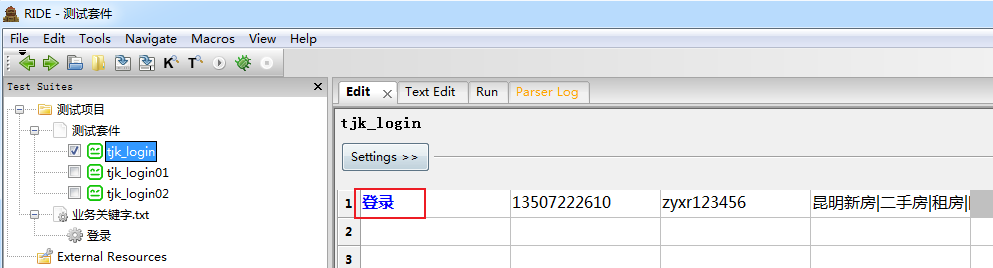 RIDE - 测试套件
File Edit Tools Navigate Macros View Help
Test Suites
测试项目
测试套件
tjk_login
tjk_login01
tjk_login02
业务关键字.txt
登录
External Resources
Edit Text Edit Run Parser Log
tjk_login
Settings >>
1 登录 13507222610 zyxr123456 昆明新房|二手房|租房|
2
3